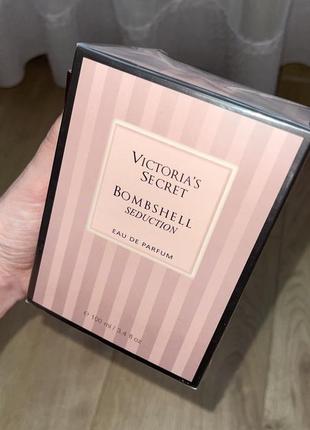 VICTORIA'S
SECRET
BOMBSHELL
SEDUCTION
EAU DE PARFUM
℮ 100 ml / 3.4 fl oz